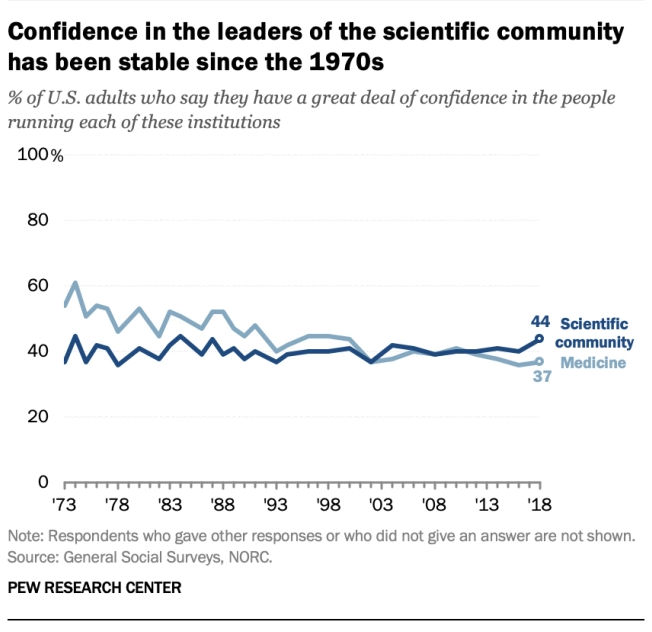 Confidence in the leaders of the scientific community
has been stable since the 1970s
% of U.S. adults who say they have a great deal of confidence in the people
running each of these institutions
100%
80
60
40
20
0
44 Scientific
community
Medicine
37
'73 '78 '83 '88 '93 '98 '03 '08 '13 '18
Note: Respondents who gave other responses or who did not give an answer are not shown.
Source: General Social Surveys, NORC.
PEW RESEARCH CENTER